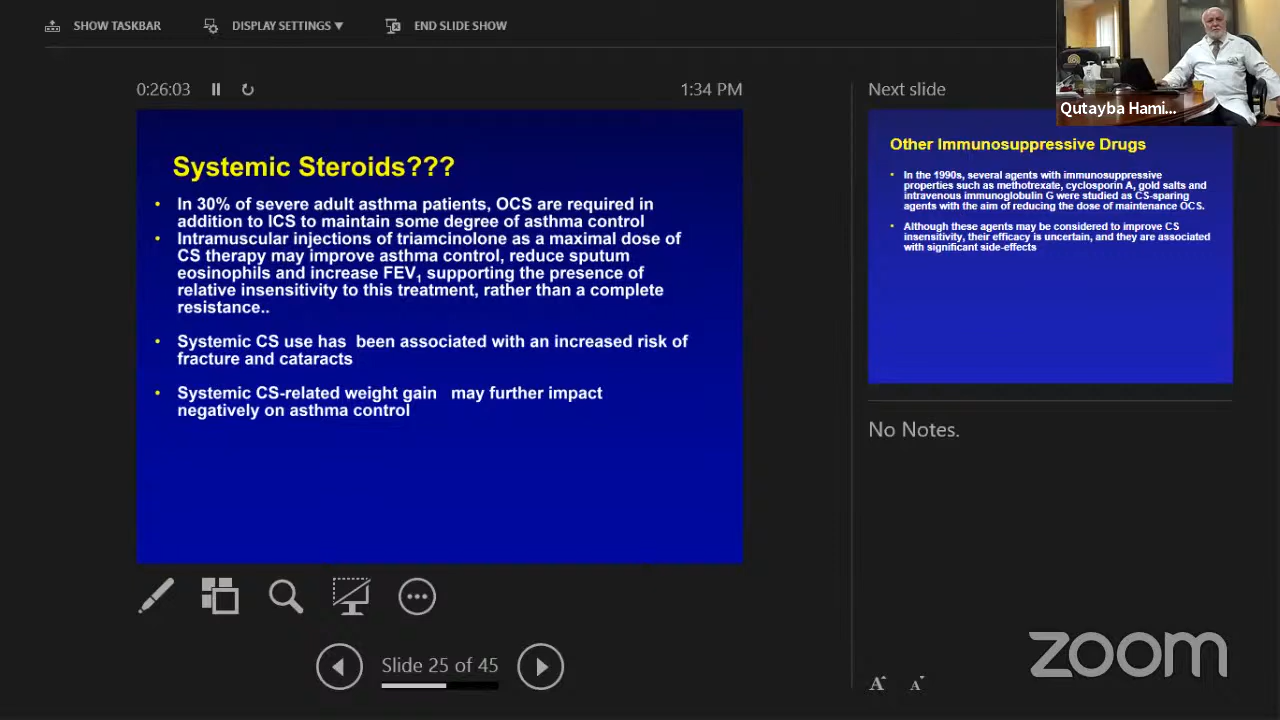 SHOW TASKBAR
DISPLAY SETTINGS ▼
END SLIDE SHOW
0:26:03
1:34 PM
Systemic Steroids???
• In 30% of severe adult asthma patients, OCS are required in
addition to ICS to maintain some degree of asthma control
• Intramuscular injections of triamcinolone as a maximal dose of
CS therapy may improve asthma control, reduce sputum
eosinophils and increase FEV₁ supporting the presence of
relative insensitivity to this treatment, rather than a complete
resistance..
• Systemic CS use has been associated with an increased risk of
fracture and cataracts
• Systemic CS-related weight gain may further impact
negatively on asthma control
Slide 25 of 45
Next slide
Qutayba Hami...
Other Immunosuppressive Drugs
• In the 1990s, several agents with immunosuppressive
properties such as methotrexate, cyclosporin A, gold salts and
intravenous immunoglobulin G were studied as CS-sparing
agents with the aim of reducing the dose of maintenance OCS.
• Although these agents may be considered to improve CS
insensitivity, their efficacy is uncertain, and they are associated
with significant side-effects
No Notes.
zoom
A A